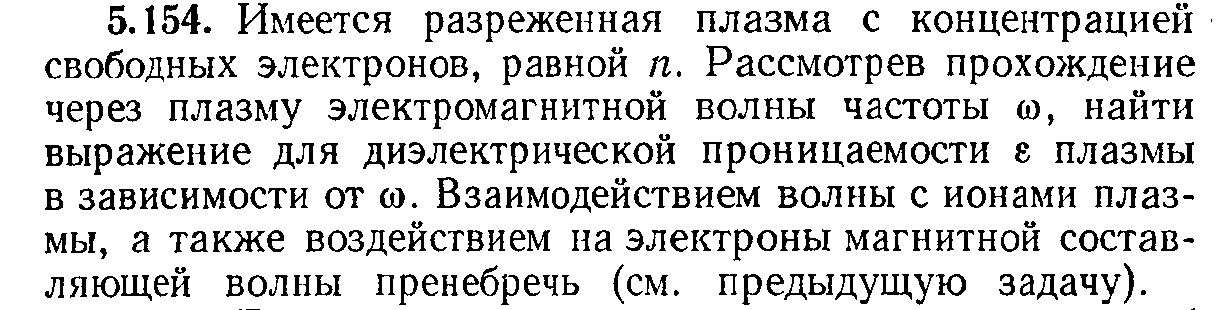 5.154. Имеется разреженная плазма с концентрацией
свободных электронов, равной n. Рассмотрев прохождение
через плазму электромагнитной волны частоты ω, найти
выражение для диэлектрической проницаемости ε плазмы
в зависимости от ω. Взаимодействием волны с ионами плаз-
мы, а также воздействием на электроны магнитной состав-
ляющей волны пренебречь (см. предыдущую задачу).